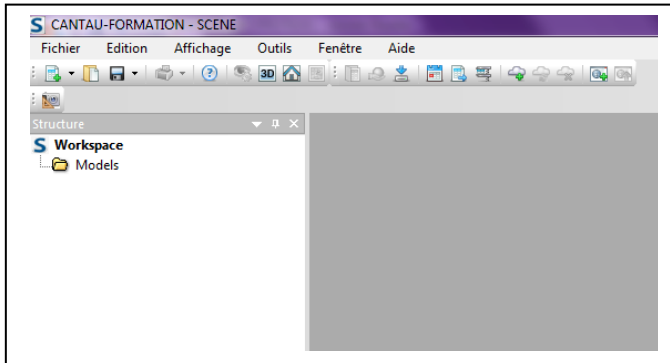 S CANTAU-FORMATION - SCENE
Fichier Edition Affichage Outils Fenêtre Aide
3D
Structure
S Workspace
Models